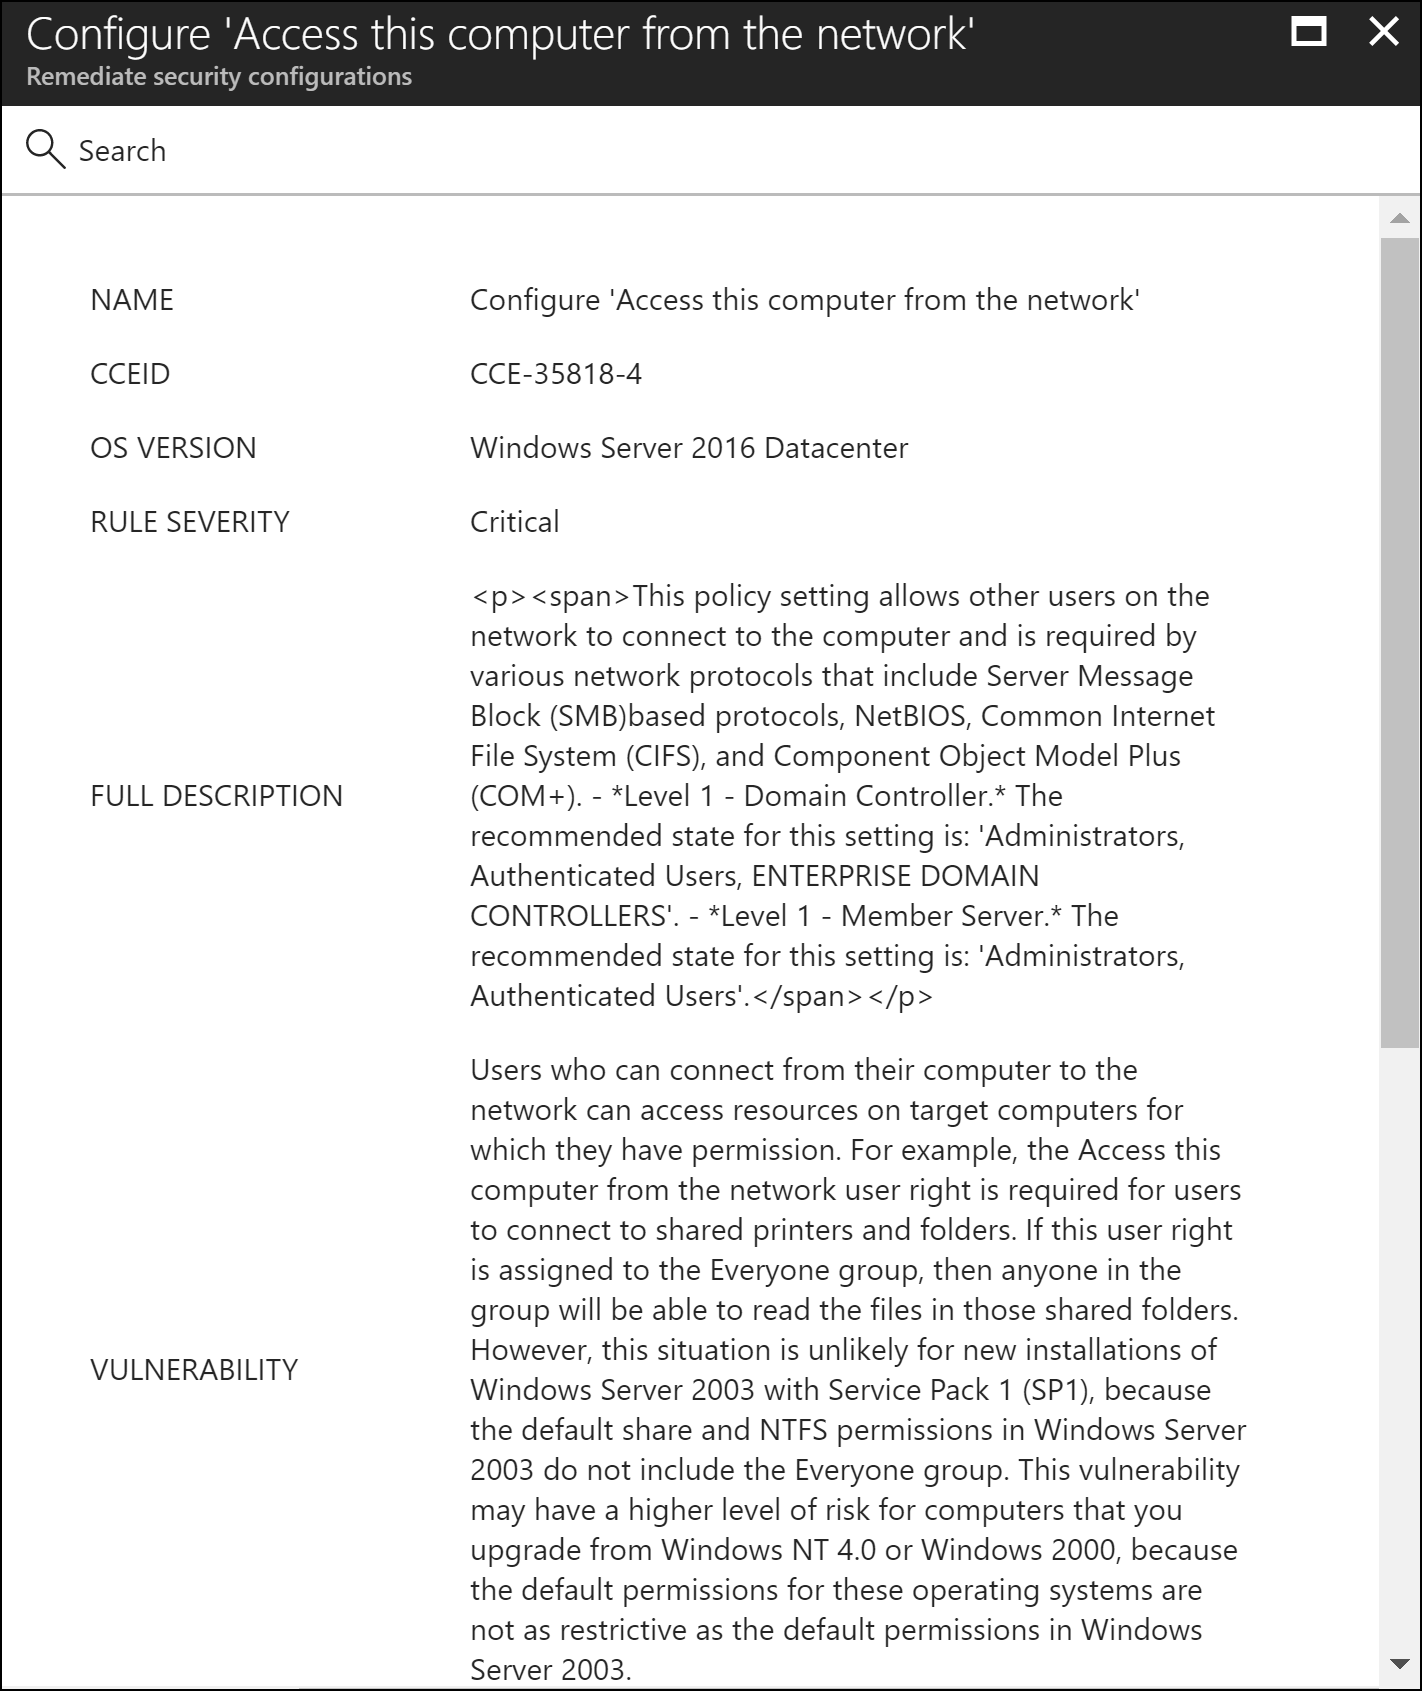 Configure 'Access this computer from the network'
Remediate security configurations
Search
NAME
Configure 'Access this computer from the network'
CCEID
CCE-35818-4
OS VERSION
Windows Server 2016 Datacenter
RULE SEVERITY
Critical
FULL DESCRIPTION
<p><span>This policy setting allows other users on the
network to connect to the computer and is required by
various network protocols that include Server Message
Block (SMB)based protocols, NetBIOS, Common Internet
File System (CIFS), and Component Object Model Plus
(COM+). - *Level 1 - Domain Controller.* The
recommended state for this setting is: 'Administrators,
Authenticated Users, ENTERPRISE DOMAIN
CONTROLLERS'. - *Level 1 - Member Server.* The
recommended state for this setting is: 'Administrators,
Authenticated Users'.</span></p>
VULNERABILITY
Users who can connect from their computer to the
network can access resources on target computers for
which they have permission. For example, the Access this
computer from the network user right is required for users
to connect to shared printers and folders. If this user right
is assigned to the Everyone group, then anyone in the
group will be able to read the files in those shared folders.
However, this situation is unlikely for new installations of
Windows Server 2003 with Service Pack 1 (SP1), because
the default share and NTFS permissions in Windows Server
2003 do not include the Everyone group. This vulnerability
may have a higher level of risk for computers that you
upgrade from Windows NT 4.0 or Windows 2000, because
the default permissions for these operating systems are
not as restrictive as the default permissions in Windows
Server 2003.